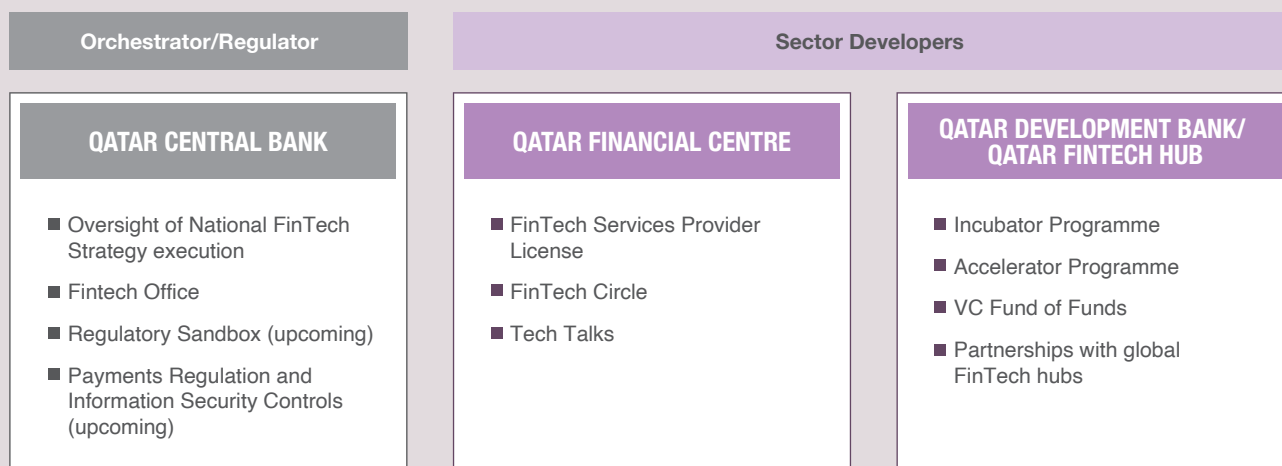 Orchestrator/Regulator
Sector Developers
QATAR CENTRAL BANK
■ Oversight of National FinTech
Strategy execution
■ Fintech Office
■ Regulatory Sandbox (upcoming)
■ Payments Regulation and
Information Security Controls
(upcoming)
QATAR FINANCIAL CENTRE
■ FinTech Services Provider
License
■ FinTech Circle
■ Tech Talks
QATAR DEVELOPMENT BANK/
QATAR FINTECH HUB
■ Incubator Programme
■ Accelerator Programme
■ VC Fund of Funds
■ Partnerships with global
FinTech hubs